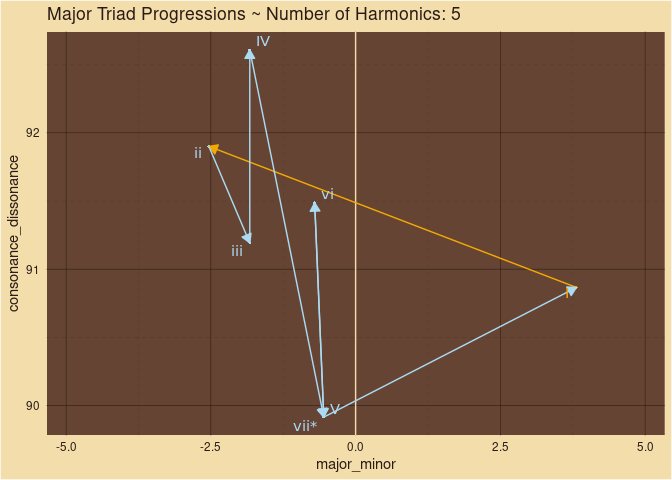 Major Triad Progressions ~ Number of Harmonics: 5
IV
92
ii
vi
iii
91
90
V
vii*
-5.0
-2.5
0.0
2.5
5.0
major_minor
consonance_dissonance